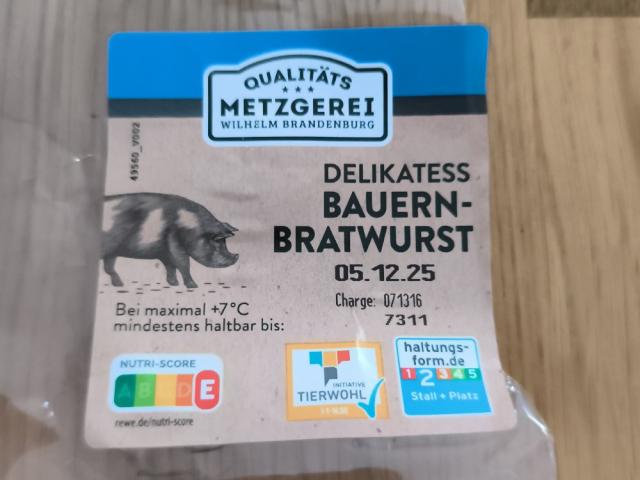 QUALITÄTS
METZGEREI
WILHELM BRANDENBURG
49560_V002
DELIKATESS
BAUERN-
BRATWURST
05.12.25
Charge: 071316
7311
Bei maximal +7°C
mindestens haltbar bis:
NUTRI-SCORE
A B C D E
rewe.de/nutri-score
INITIATIVE
TIERWOHL
haltungs-
form.de
1 2 3 4 5
Stall + Platz